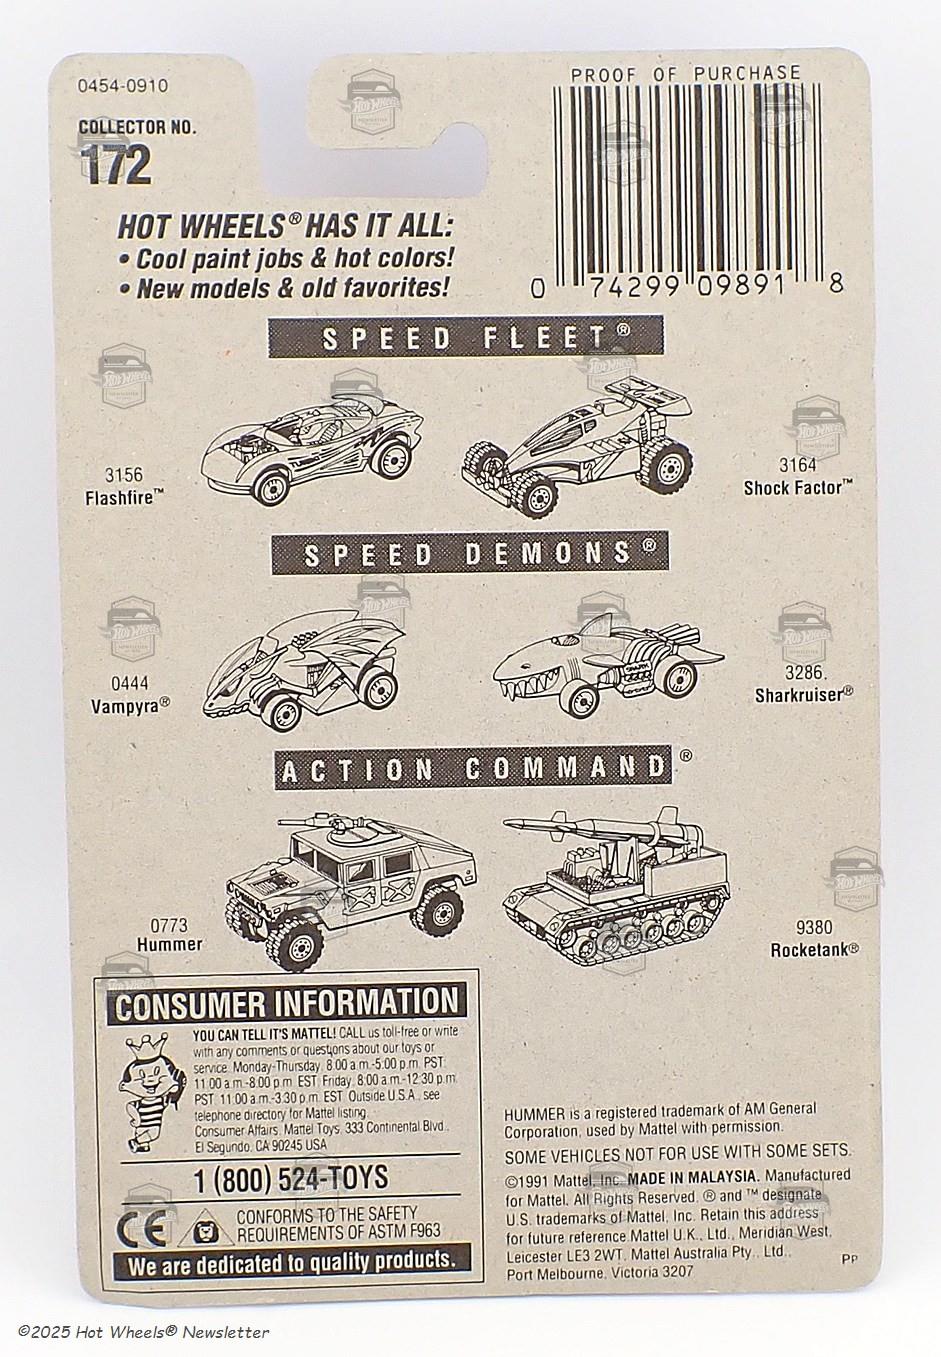 0454-0910
COLLECTOR NO.
172
PROOF OF PURCHASE
0 74299 09891 8
HOT WHEELS® HAS IT ALL:
• Cool paint jobs & hot colors!
• New models & old favorites!
SPEED FLEET®
3156
Flashfire™
3164
Shock Factor™
SPEED DEMONS®
0444
Vampyra®
3286.
Sharkruiser®
ACTION COMMAND®
0773
Hummer
9380
Rocketank®
CONSUMER INFORMATION
YOU CAN TELL IT'S MATTEL! CALL us toll-free or write
with any comments or questions about our toys or
service. Monday-Thursday, 8:00 a.m.-5:00 p.m. PST.
11:00 a.m.-8:00 p.m. EST. Friday, 8:00 a.m.-12:30 p.m.
PST. 11:00 a.m.-3:30 p.m. EST. Outside U.S.A., see
telephone directory for Mattel listing.
Consumer Affairs, Mattel Toys, 333 Continental Blvd.,
El Segundo, CA 90245 USA
1 (800) 524-TOYS
CE
CONFORMS TO THE SAFETY
REQUIREMENTS OF ASTM F963
We are dedicated to quality products.
HUMMER is a registered trademark of AM General
Corporation, used by Mattel with permission.
SOME VEHICLES NOT FOR USE WITH SOME SETS.
©1991 Mattel, Inc. MADE IN MALAYSIA. Manufactured
for Mattel. All Rights Reserved. ® and ™ designate
U.S. trademarks of Mattel, Inc. Retain this address
for future reference. Mattel U.K., Ltd., Meridian West,
Leicester LE3 2WT. Mattel Australia Pty., Ltd.,
Port Melbourne, Victoria 3207
PP
©2025 Hot Wheels® Newsletter